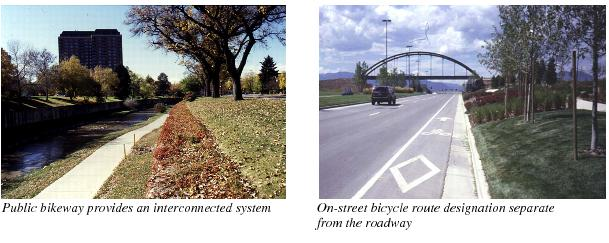 Public bikeway provides an interconnected system
On-street bicycle route designation separate
from the roadway